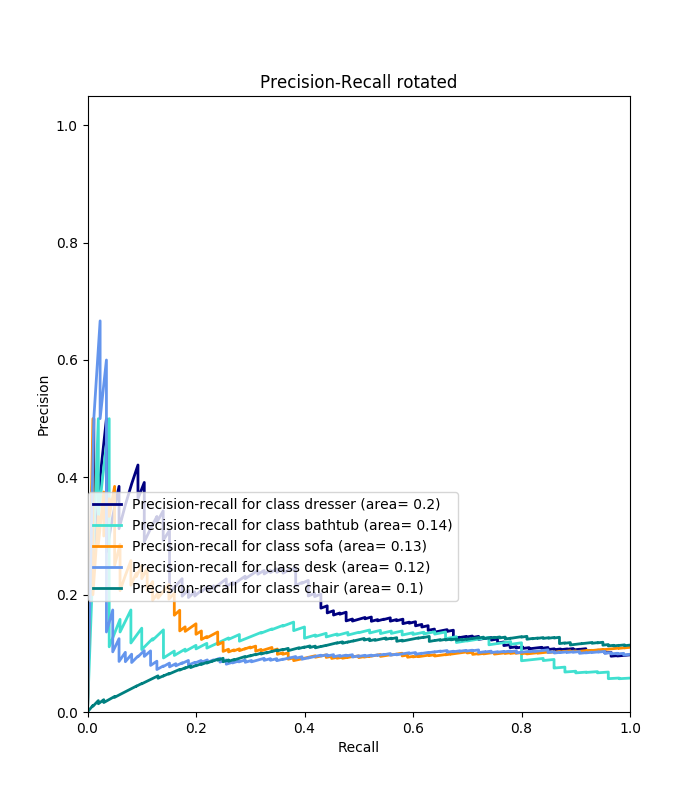 Precision-Recall rotated
1.0
0.8
0.6
0.4
0.2
0.0
Precision
Precision-recall for class dresser (area= 0.2)
Precision-recall for class bathtub (area= 0.14)
Precision-recall for class sofa (area= 0.13)
Precision-recall for class desk (area= 0.12)
Precision-recall for class chair (area= 0.1)
0.0 0.2 0.4 0.6 0.8 1.0
Recall